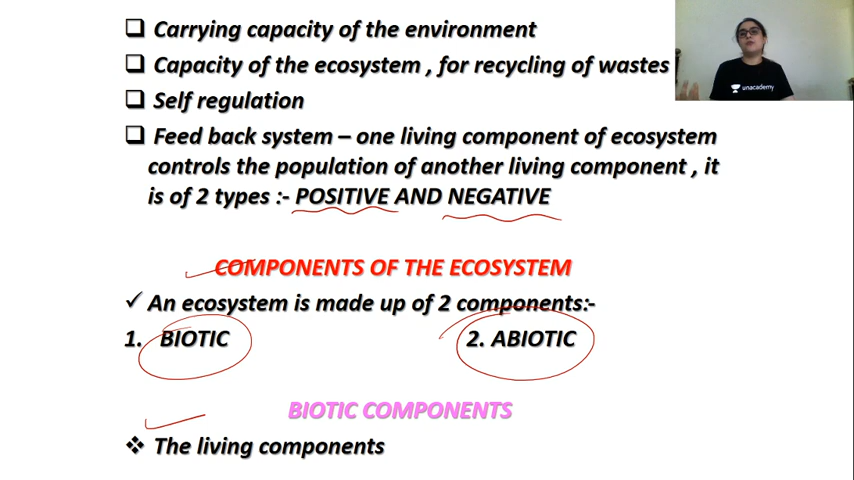 ❑ Carrying capacity of the environment
❑ Capacity of the ecosystem , for recycling of wastes
unacademy
❑ Self regulation
❑ Feed back system – one living component of ecosystem
controls the population of another living component , it
is of 2 types :- POSITIVE AND NEGATIVE
COMPONENTS OF THE ECOSYSTEM
✓ An ecosystem is made up of 2 components:-
1. BIOTIC 2. ABIOTIC
BIOTIC COMPONENTS
❖ The living components